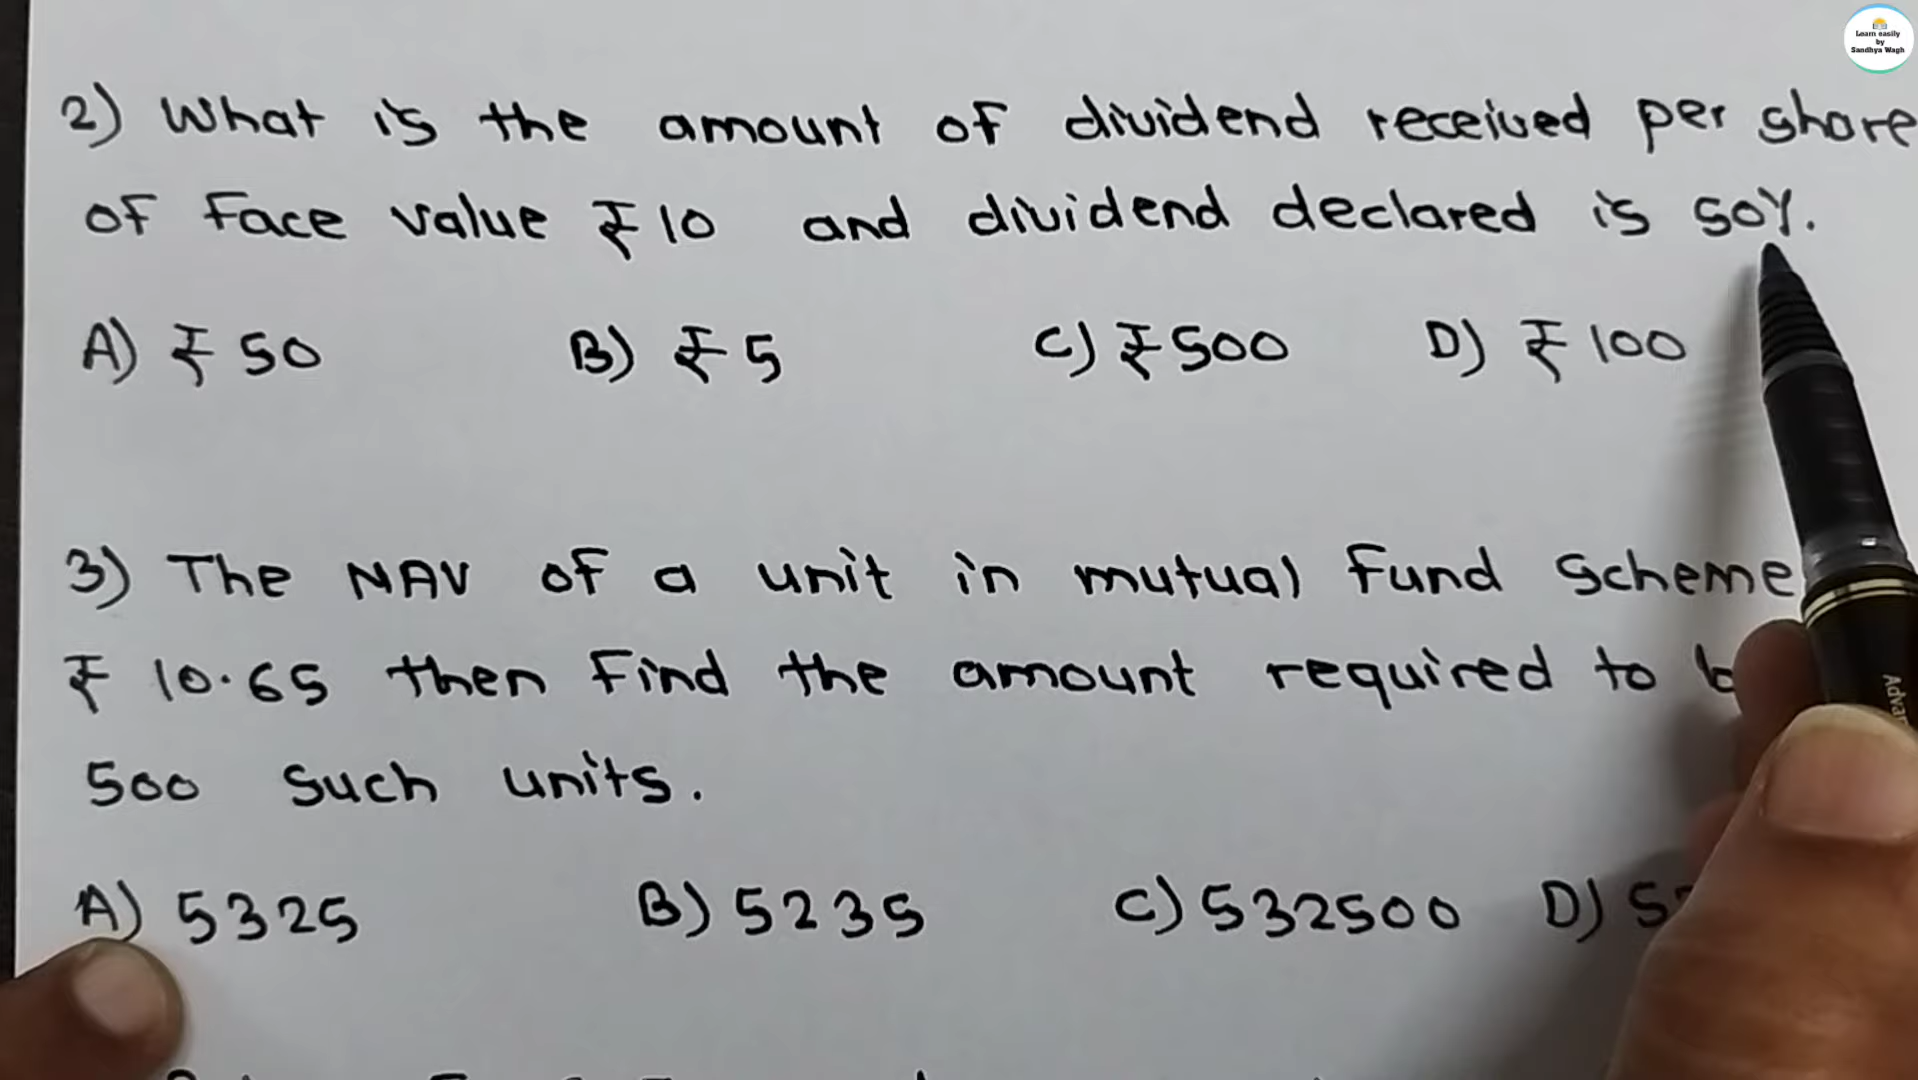 Learn easily
by
Sandhya Wagh
2) What is the amount of dividend received per share
of face value ₹10 and dividend declared is 50%.
A) ₹50 B) ₹5 C) ₹500 D) ₹100
3) The NAV of a unit in mutual fund scheme
₹ 10.65 then find the amount required to
500 such units.
A) 5325 B) 5235 C) 532500 D)